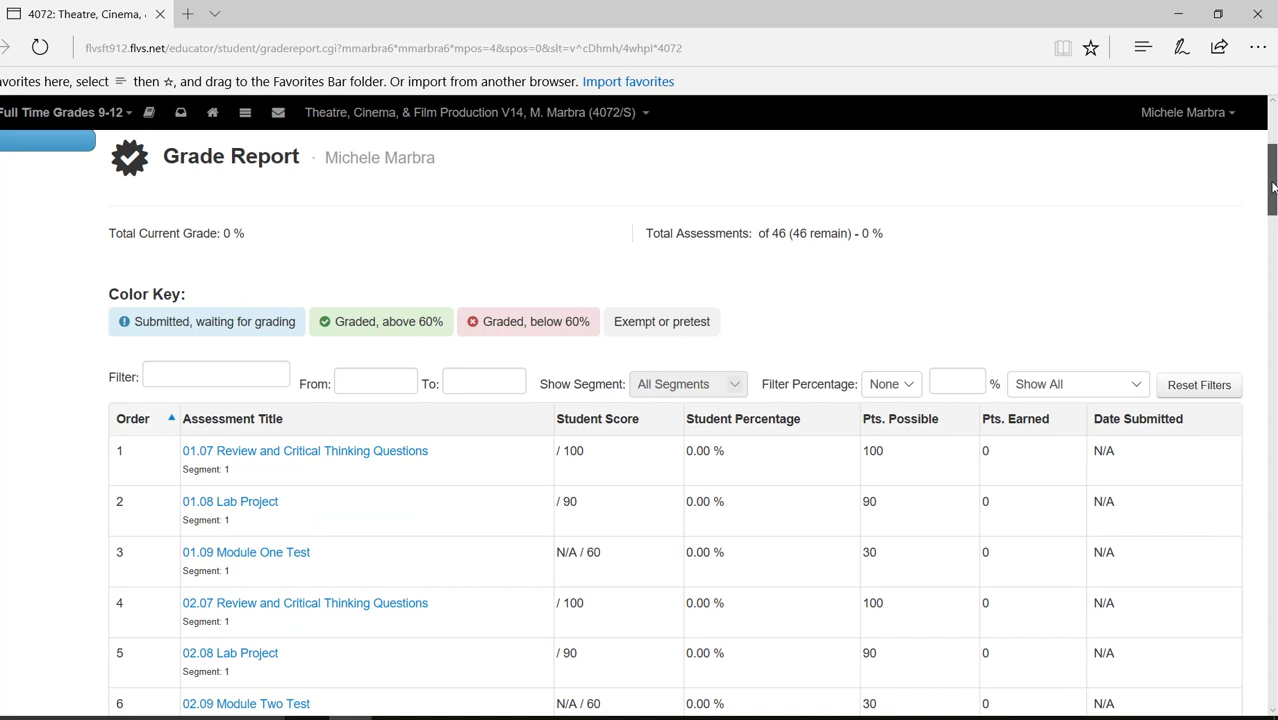 4072: Theatre, Cinema,
flvsft912.flvs.net/educator/student/gradereport.cgi?mmarbra6*mmarbra6*mpos=4&spos=0&slt=v^cDhmh/4whpI*4072
avorites here, select then ☆, and drag to the Favorites Bar folder. Or import from another browser. Import favorites
Full Time Grades 9-12 Theatre, Cinema, & Film Production V14, M. Marbra (4072/S) Michele Marbra
Grade Report · Michele Marbra
Total Current Grade: 0 % Total Assessments: of 46 (46 remain) - 0 %
Color Key:
Submitted, waiting for grading Graded, above 60% Graded, below 60% Exempt or pretest
Filter: From: To: Show Segment: All Segments Filter Percentage: None % Show All Reset Filters
Order Assessment Title Student Score Student Percentage Pts. Possible Pts. Earned Date Submitted
1 01.07 Review and Critical Thinking Questions / 100 0.00 % 100 0 N/A
Segment: 1
2 01.08 Lab Project / 90 0.00 % 90 0 N/A
Segment: 1
3 01.09 Module One Test N/A / 60 0.00 % 30 0 N/A
Segment: 1
4 02.07 Review and Critical Thinking Questions / 100 0.00 % 100 0 N/A
Segment: 1
5 02.08 Lab Project / 90 0.00 % 90 0 N/A
Segment: 1
6 02.09 Module Two Test N/A / 60 0.00 % 30 0 N/A